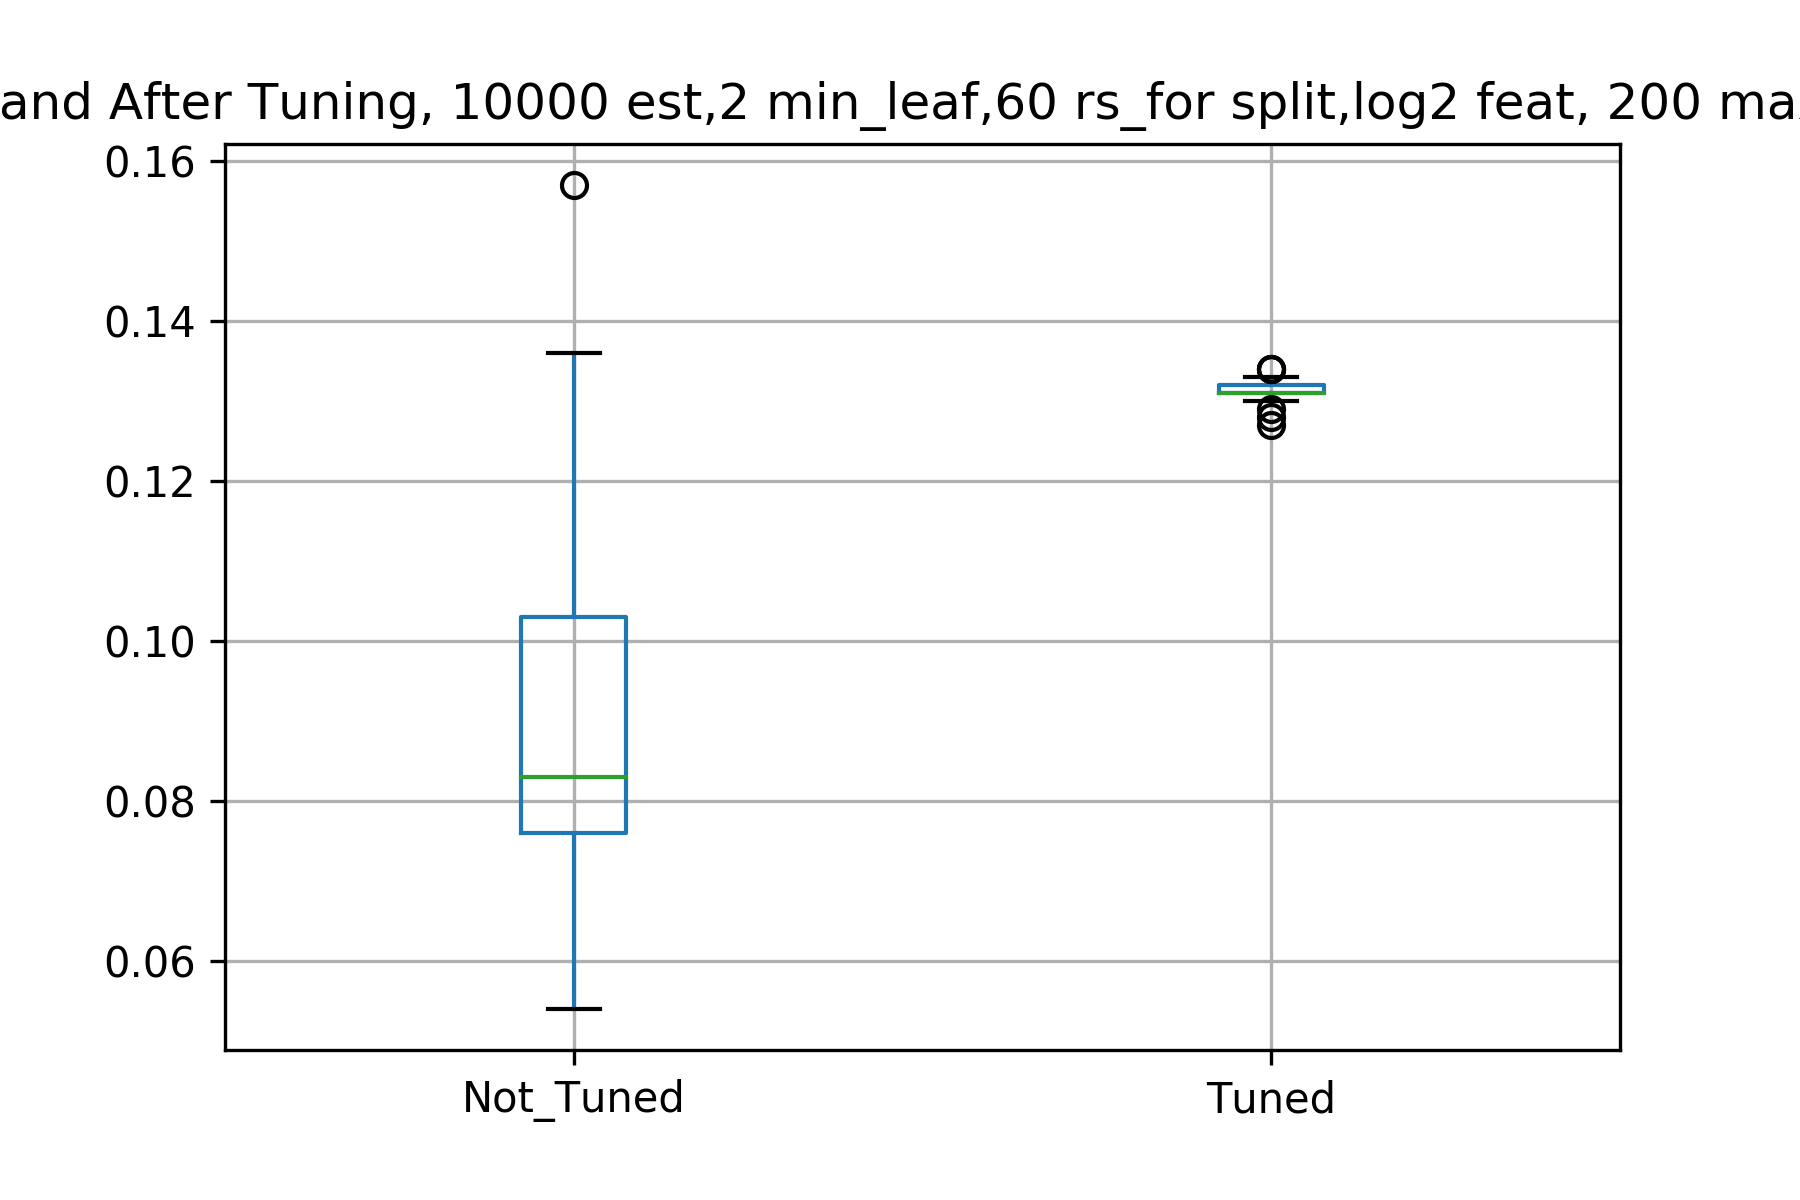 and After Tuning, 10000 est,2 min_leaf,60 rs_for split,log2 feat, 200
0.16
0.14
0.12
0.10
0.08
0.06
Not_Tuned
Tuned